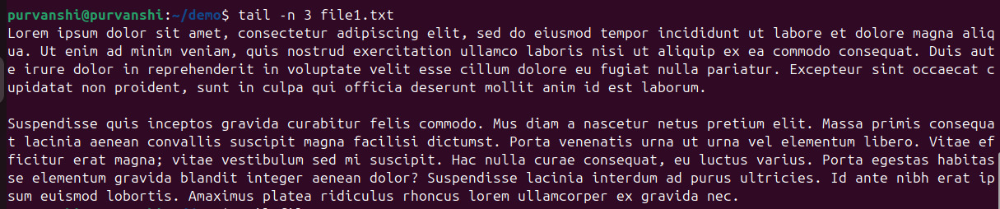 purvanshi@purvanshi:~/demo$ tail -n 3 file1.txt
Lorem ipsum dolor sit amet, consectetur adipiscing elit, sed do eiusmod tempor incididunt ut labore et dolore magna aliq
ua. Ut enim ad minim veniam, quis nostrud exercitation ullamco laboris nisi ut aliquip ex ea commodo consequat. Duis aut
e irure dolor in reprehenderit in voluptate velit esse cillum dolore eu fugiat nulla pariatur. Excepteur sint occaecat c
upidatat non proident, sunt in culpa qui officia deserunt mollit anim id est laborum.

Suspendisse quis inceptos gravida curabitur felis commodo. Mus diam a nascetur netus pretium elit. Massa primis consequa
t lacinia aenean convallis suscipit magna facilisi dictumst. Porta venenatis urna ut urna vel elementum libero. Vitae ef
ficitur erat magna; vitae vestibulum sed mi suscipit. Hac nulla curae consequat, eu luctus varius. Porta egestas habitas
se elementum gravida blandit integer aenean dolor? Suspendisse lacinia interdum ad purus ultricies. Id ante nibh erat ip
sum euismod lobortis. Amaximus platea ridiculus rhoncus lorem ullamcorper ex gravida nec.